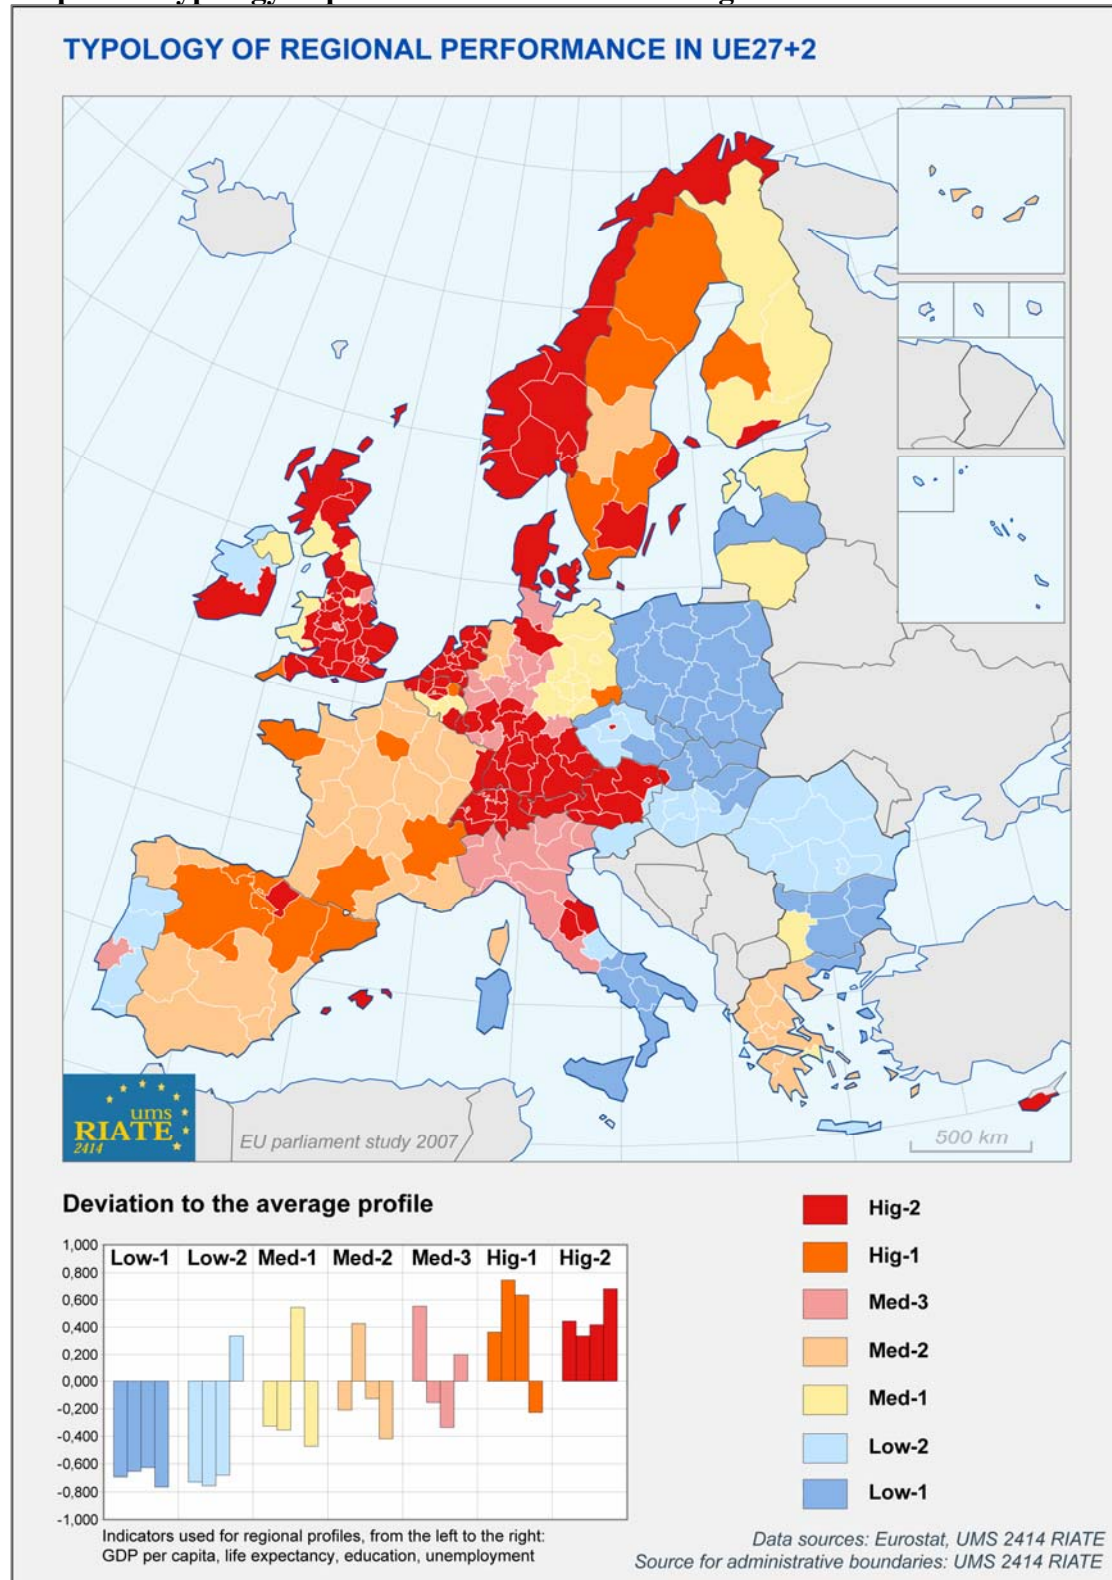 TYPOLOGY OF REGIONAL PERFORMANCE IN UE27+2
ums
RIATE
2414
EU parliament study 2007
500 km
Deviation to the average profile
1,000
0,800
0,600
0,400
0,200
0,000
-0,200
-0,400
-0,600
-0,800
-1,000
Low-1 Low-2 Med-1 Med-2 Med-3 Hig-1 Hig-2
Indicators used for regional profiles, from the left to the right:
GDP per capita, life expectancy, education, unemployment
Hig-2
Hig-1
Med-3
Med-2
Med-1
Low-2
Low-1
Data sources: Eurostat, UMS 2414 RIATE
Source for administrative boundaries: UMS 2414 RIATE